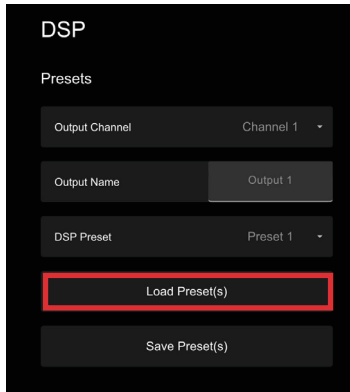 DSP
Presets
Output Channel Channel 1
Output Name Output 1
DSP Preset Preset 1
Load Preset(s)
Save Preset(s)